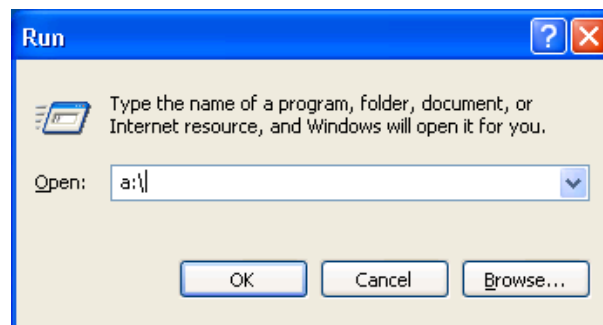 Run
Type the name of a program, folder, document, or
Internet resource, and Windows will open it for you.
Open: a:\
OK Cancel Browse...